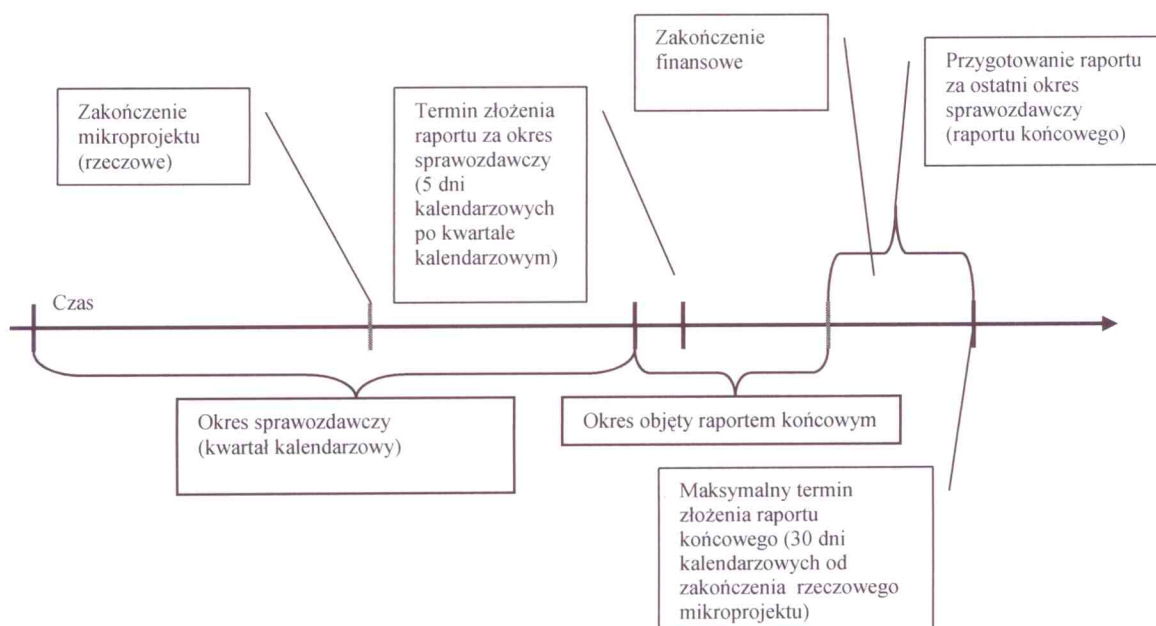 Zakończenie
finansowe
Przygotowanie raportu
za ostatni okres
sprawozdawczy
(raportu końcowego)
Zakończenie
mikroprojektu
(rzeczowe)
Termin złożenia
raportu za okres
sprawozdawczy
(5 dni
kalendarzowych
po kwartale
kalendarzowym)
Czas
Okres sprawozdawczy
(kwartał kalendarzowy)
Okres objęty raportem końcowym
Maksymalny termin
złożenia raportu
końcowego (30 dni
kalendarzowych od
zakończenia rzeczowego
mikroprojektu)